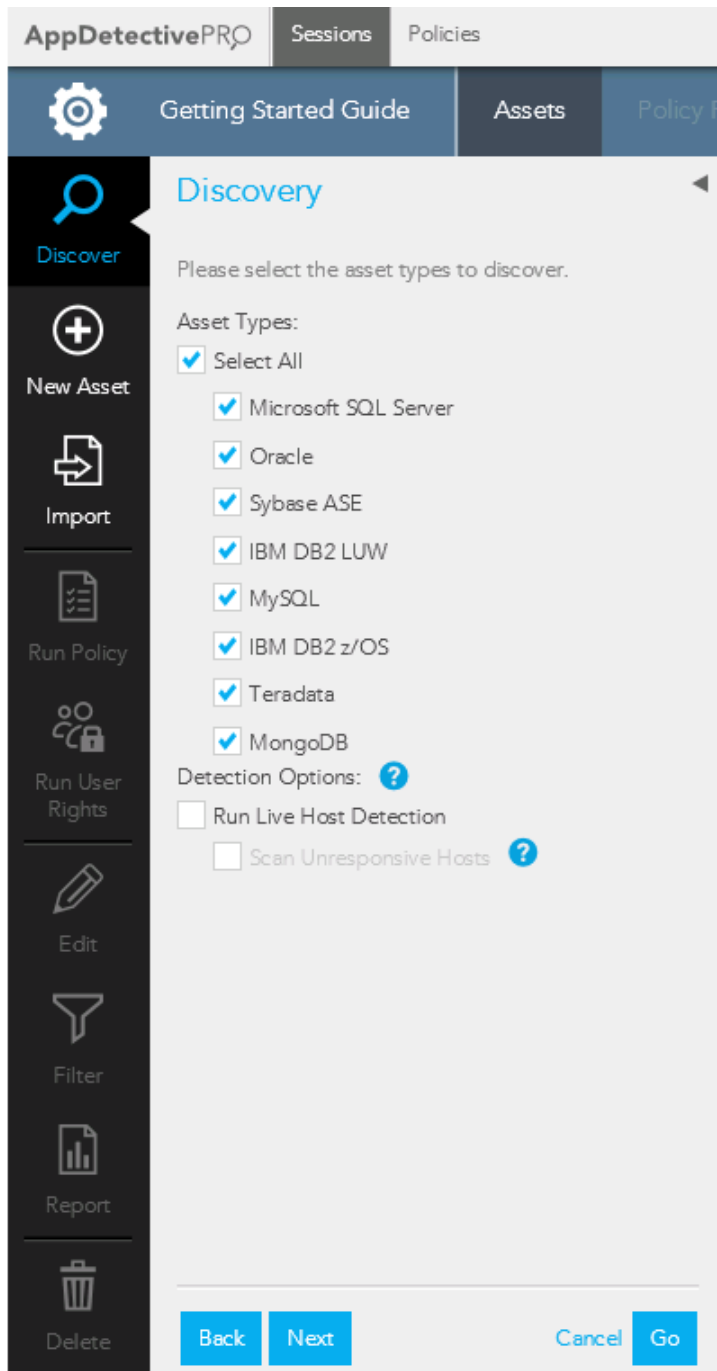 AppDetectivePRO Sessions Policies
Getting Started Guide Assets Policy
Discover
New Asset
Import
Run Policy
Run User
Rights
Edit
Filter
Report
Delete
Discovery
Please select the asset types to discover.
Asset Types:
Select All
Microsoft SQL Server
Oracle
Sybase ASE
IBM DB2 LUW
MySQL
IBM DB2 z/OS
Teradata
MongoDB
Detection Options: ?
Run Live Host Detection
Scan Unresponsive Hosts ?
Back Next Cancel Go